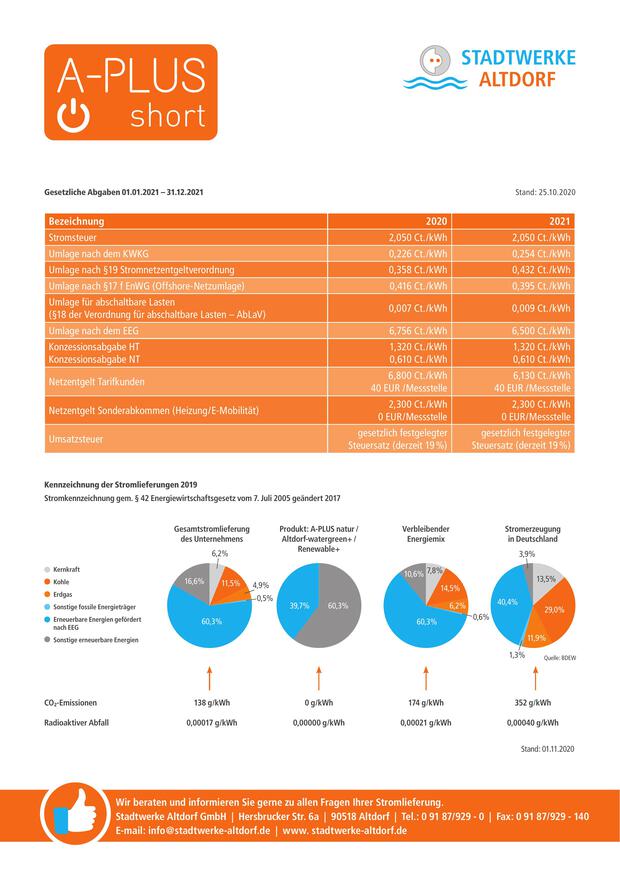 A-PLUS
short
STADTWERKE
ALTDORF
Gesetzliche Abgaben 01.01.2021 – 31.12.2021
Stand: 25.10.2020
Bezeichnung 2020 2021
Stromsteuer 2,050 Ct./kWh 2,050 Ct./kWh
Umlage nach dem KWKG 0,226 Ct./kWh 0,254 Ct./kWh
Umlage nach §19 Stromnetzentgeltverordnung 0,358 Ct./kWh 0,432 Ct./kWh
Umlage nach §17 f EnWG (Offshore-Netzumlage) 0,416 Ct./kWh 0,395 Ct./kWh
Umlage für abschaltbare Lasten
(§18 der Verordnung für abschaltbare Lasten – AbLaV) 0,007 Ct./kWh 0,009 Ct./kWh
Umlage nach dem EEG 6,756 Ct./kWh 6,500 Ct./kWh
Konzessionsabgabe HT 1,320 Ct./kWh 1,320 Ct./kWh
Konzessionsabgabe NT 0,610 Ct./kWh 0,610 Ct./kWh
Netzentgelt Tarifkunden 6,800 Ct./kWh 6,130 Ct./kWh
40 EUR /Messstelle 40 EUR /Messstelle
Netzentgelt Sonderabkommen (Heizung/E-Mobilität) 2,300 Ct./kWh 2,300 Ct./kWh
0 EUR/Messstelle 0 EUR/Messstelle
Umsatzsteuer gesetzlich festgelegter gesetzlich festgelegter
Steuersatz (derzeit 19 %) Steuersatz (derzeit 19 %)
Kennzeichnung der Stromlieferungen 2019
Stromkennzeichnung gem. § 42 Energiewirtschaftsgesetz vom 7. Juli 2005 geändert 2017
Kernkraft
Kohle
Erdgas
Sonstige fossile Energieträger
Erneuerbare Energien gefördert
nach EEG
Sonstige erneuerbare Energien
Gesamtstromlieferung
des Unternehmens
6,2%
16,6%
11,5%
4,9%
0,5%
60,3%
Produkt: A-PLUS natur /
Altdorf-watergreen+ /
Renewable+
39,7%
60,3%
Verbleibender
Energiemix
10,6%
7,8%
14,5%
6,2%
0,6%
60,3%
Stromerzeugung
in Deutschland
3,9%
13,5%
40,4%
29,0%
11,9%
1,3%
Quelle: BDEW
CO₂-Emissionen 138 g/kWh 0 g/kWh 174 g/kWh 352 g/kWh
Radioaktiver Abfall 0,00017 g/kWh 0,00000 g/kWh 0,00021 g/kWh 0,00040 g/kWh
Stand: 01.11.2020
Wir beraten und informieren Sie gerne zu allen Fragen Ihrer Stromlieferung.
Stadtwerke Altdorf GmbH | Hersbrucker Str. 6a | 90518 Altdorf | Tel.: 0 91 87/929 - 0 | Fax: 0 91 87/929 - 140
E-mail: info@stadtwerke-altdorf.de | www. stadtwerke-altdorf.de